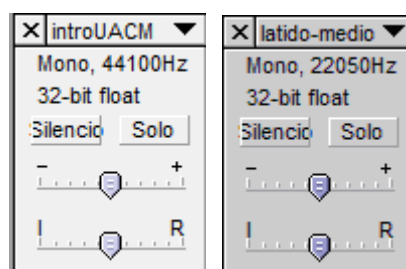 introUACM
Mono, 44100Hz
32-bit float
Silencio Solo
- +
I R
latido-medio
Mono, 22050Hz
32-bit float
Silencio Solo
- +
I R